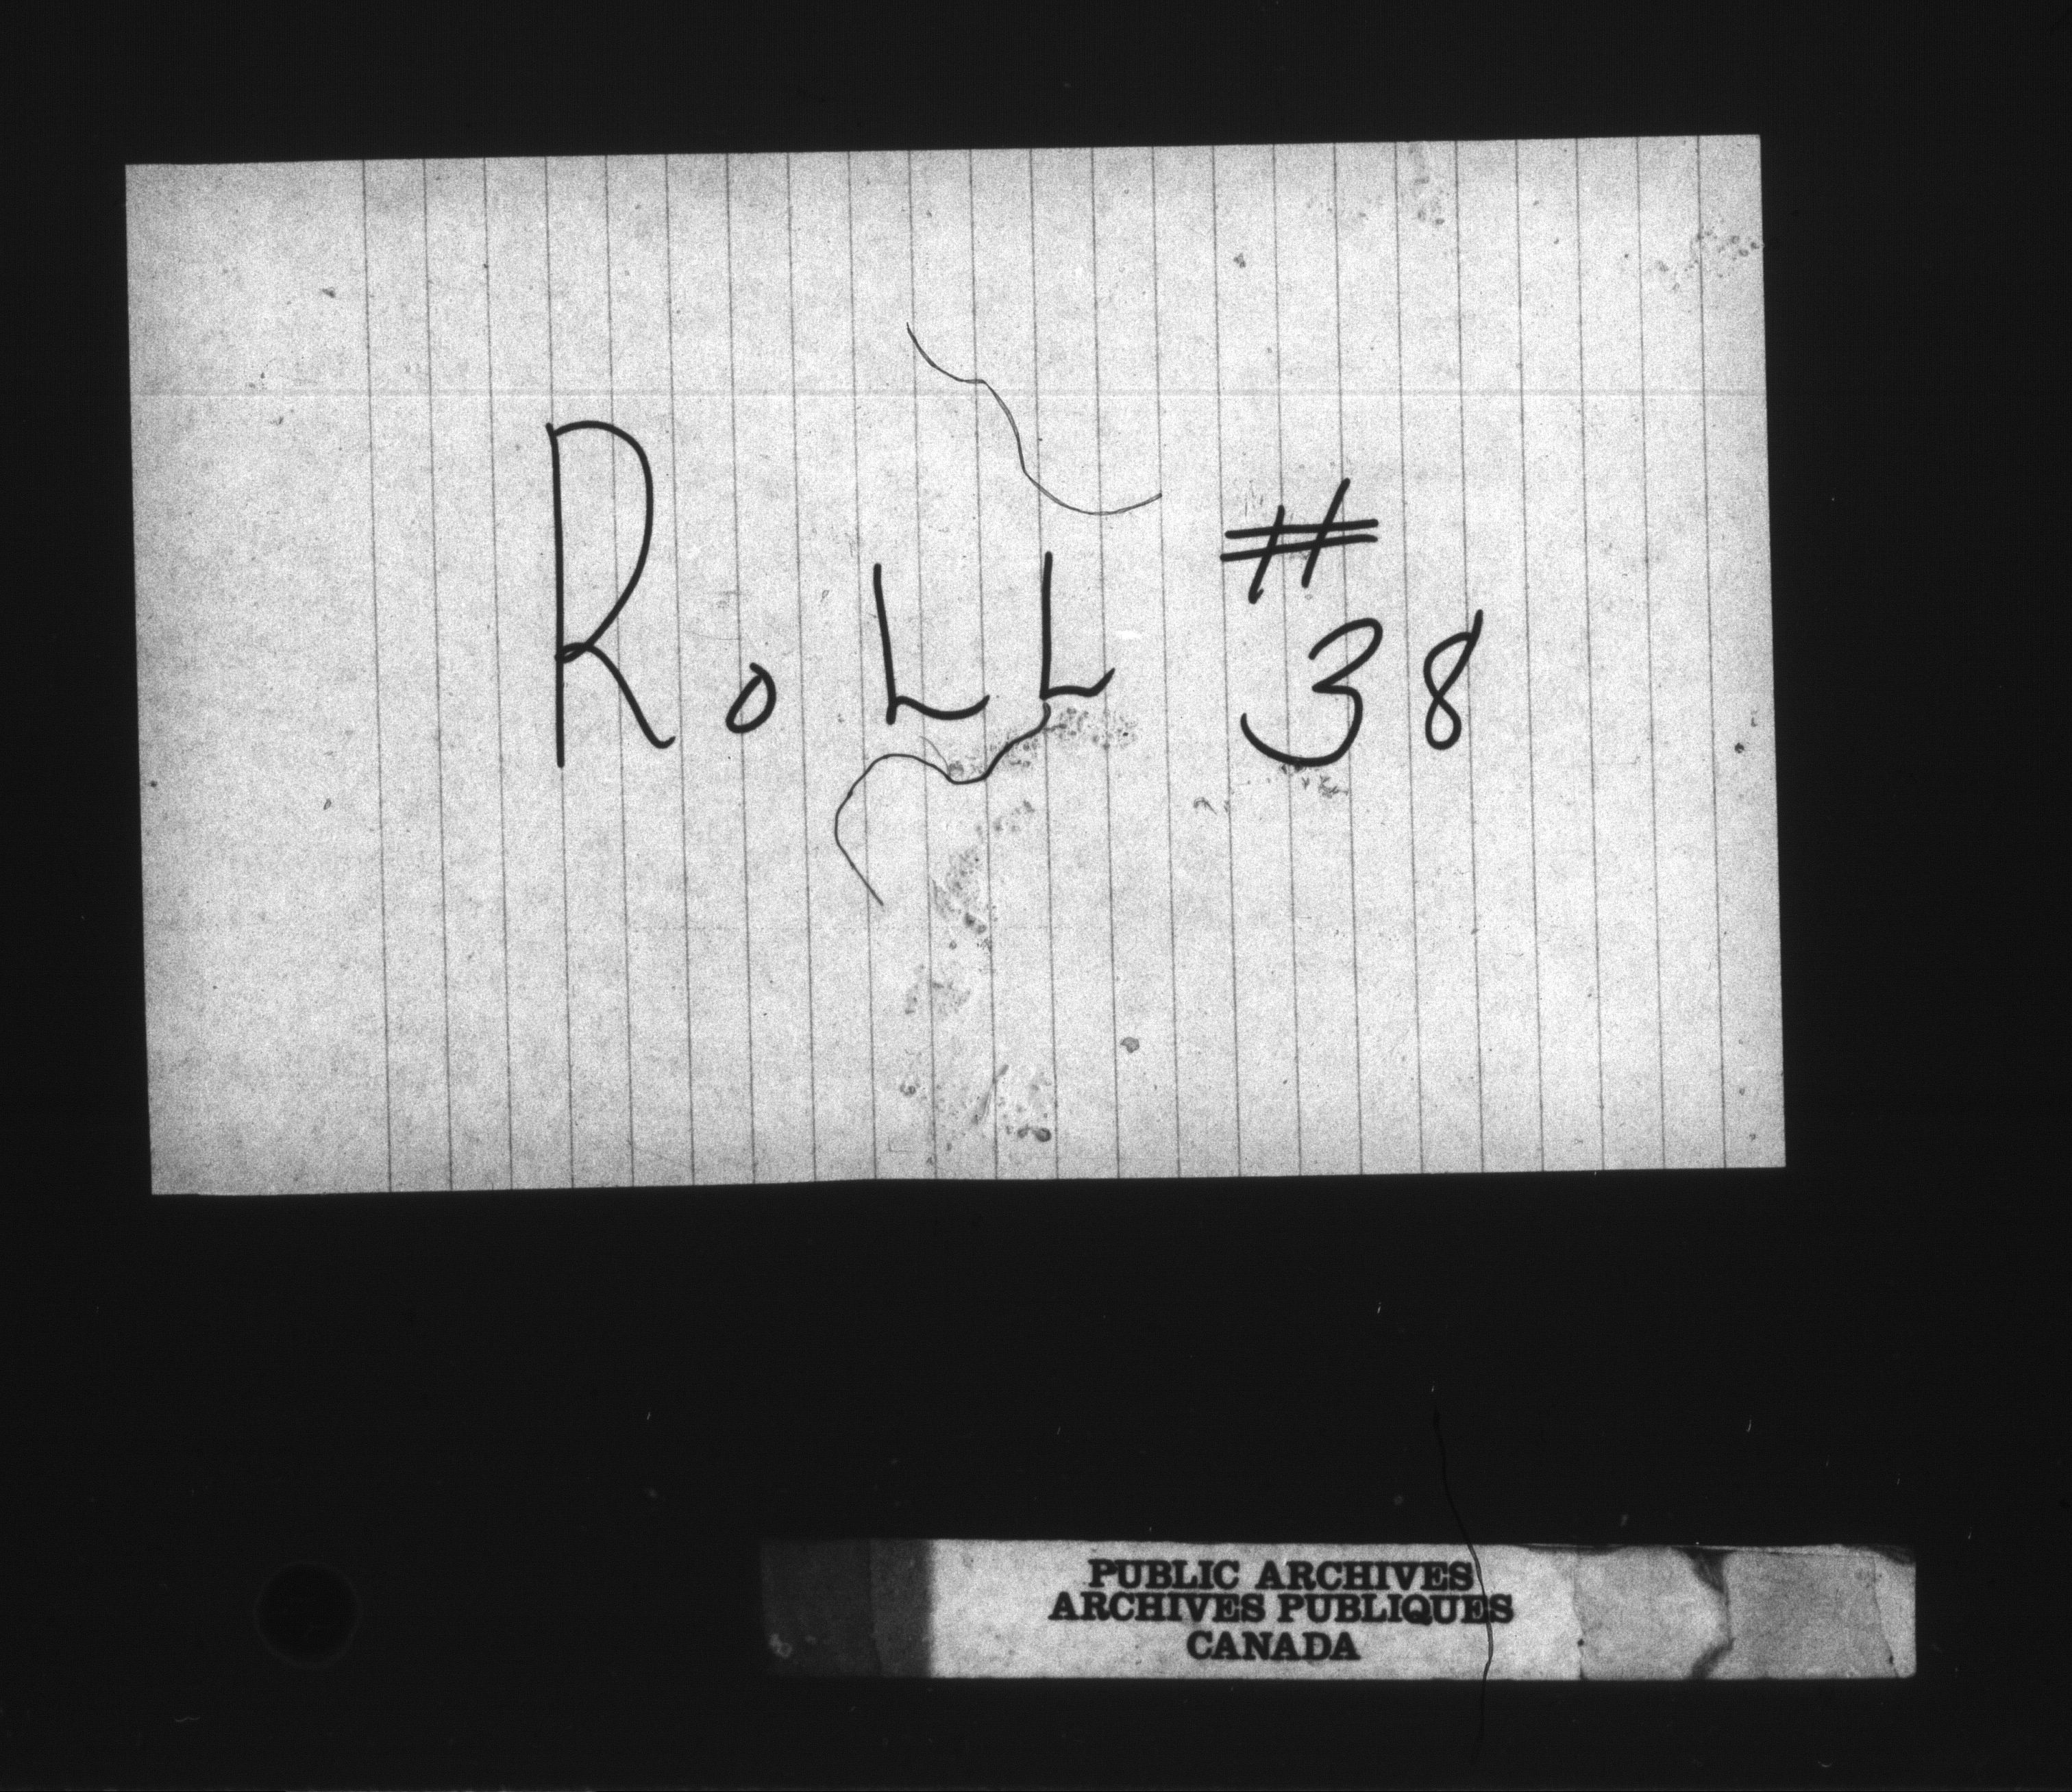 RoLL # 38
PUBLIC ARCHIVES
ARCHIVES PUBLIQUES
CANADA